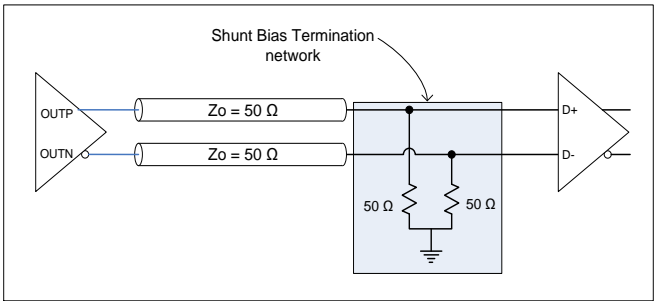 Shunt Bias Termination
network
OUTP
Zo = 50 Ω
D+
OUTN
Zo = 50 Ω
D-
50 Ω
50 Ω